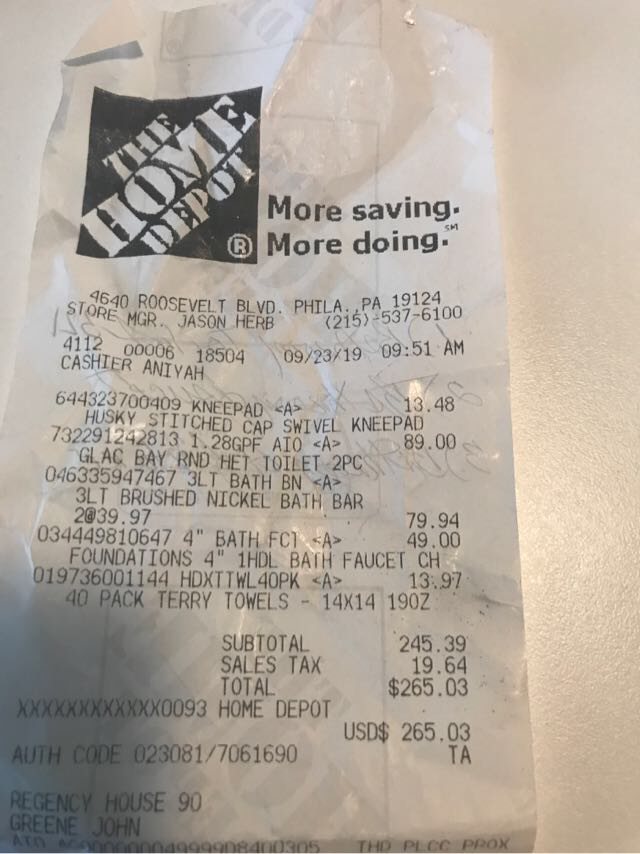 THE
HOME
DEPOT
®
More saving.
More doing.℠
4640 ROOSEVELT BLVD. PHILA., PA 19124
STORE MGR. JASON HERB (215)-537-6100
4112 00006 18504 09/23/19 09:51 AM
CASHIER ANIYAH
644323700409 KNEEPAD <A> 13.48
HUSKY STITCHED CAP SWIVEL KNEEPAD
732291242813 1.28GPF AIO <A> 89.00
GLAC BAY RND HET TOILET 2PC
046335947467 3LT BATH BN <A>
3LT BRUSHED NICKEL BATH BAR
2@39.97 79.94
034449810647 4" BATH FCT <A> 49.00
FOUNDATIONS 4" 1HDL BATH FAUCET CH
019736001144 HDXTTWL40PK <A> 13.97
40 PACK TERRY TOWELS - 14X14 19OZ
SUBTOTAL 245.39
SALES TAX 19.64
TOTAL $265.03
XXXXXXXXXXXX0093 HOME DEPOT
USD$ 265.03
AUTH CODE 023081/7061690 TA
REGENCY HOUSE 90
GREENE JOHN
THD PLCC PROX